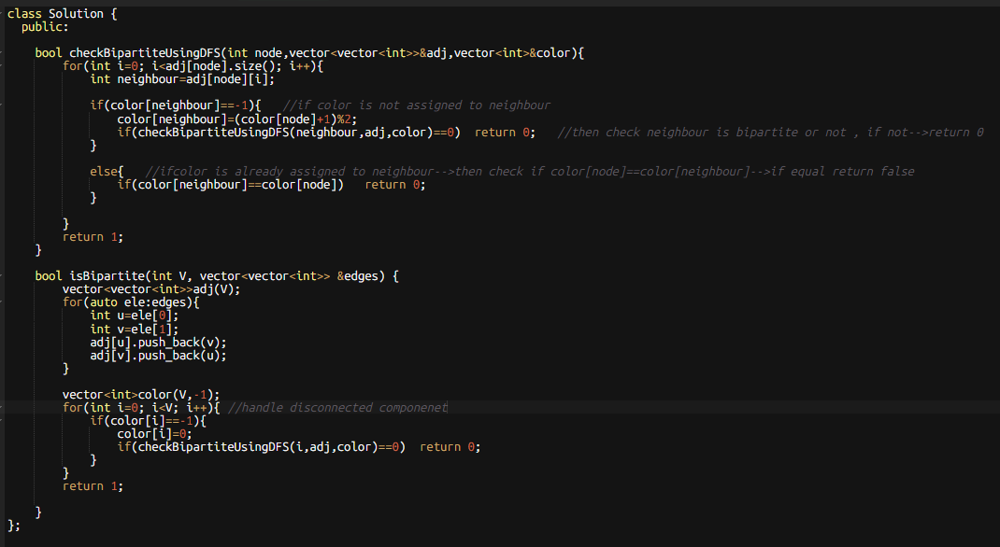 class Solution {
  public:
    bool checkBipartiteUsingDFS(int node,vector<vector<int>>&adj,vector<int>&color){
        for(int i=0; i<adj[node].size(); i++){
            int neighbour=adj[node][i];
            if(color[neighbour]==-1){   //if color is not assigned to neighbour
                color[neighbour]=(color[node]+1)%2;
                if(checkBipartiteUsingDFS(neighbour,adj,color)==0)  return 0;   //then check neighbour is bipartite or not , if not-->return 0
            }
            else{   //ifcolor is already assigned to neighbour-->then check if color[node]==color[neighbour]-->if equal return false
                if(color[neighbour]==color[node])   return 0;
            }
        }
        return 1;
    }
    bool isBipartite(int V, vector<vector<int>> &edges) {
        vector<vector<int>>adj(V);
        for(auto ele:edges){
            int u=ele[0];
            int v=ele[1];
            adj[u].push_back(v);
            adj[v].push_back(u);
        }
        vector<int>color(V,-1);
        for(int i=0; i<V; i++){ //handle disconnected componenet
            if(color[i]==-1){
                color[i]=0;
                if(checkBipartiteUsingDFS(i,adj,color)==0)  return 0;
            }
        }
        return 1;
    }
};